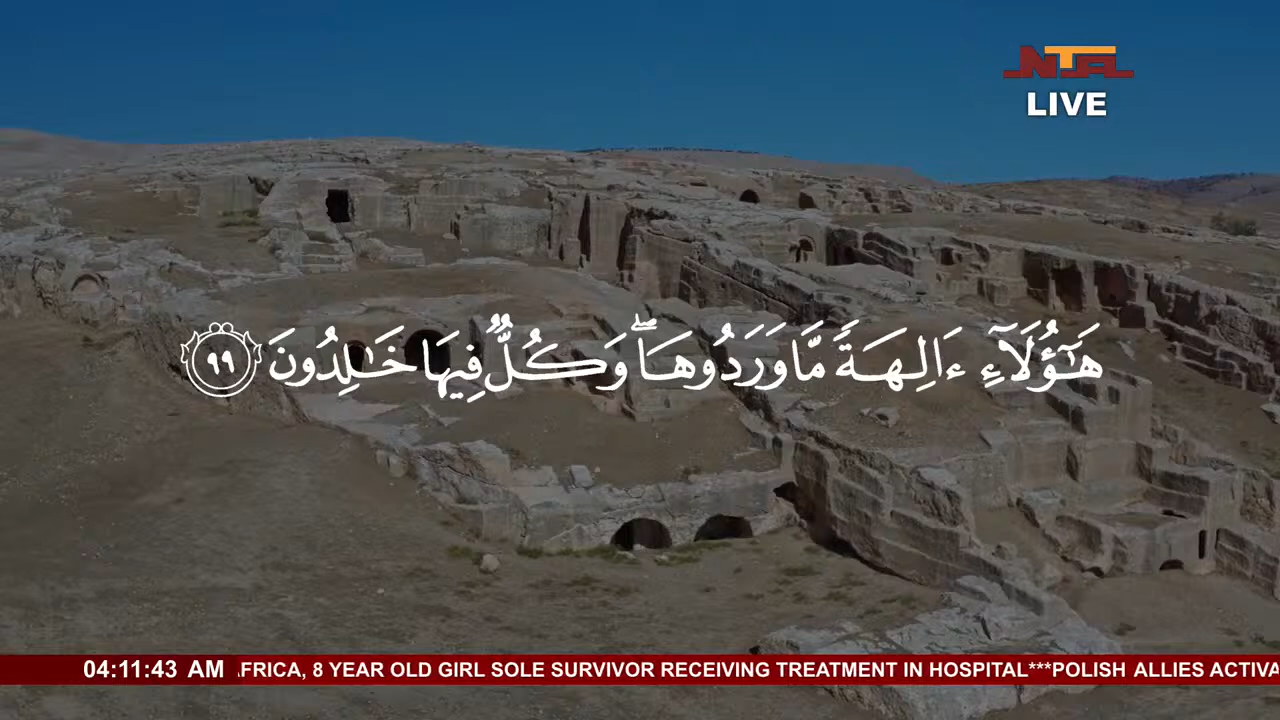 NTA
LIVE
هَـٰٓؤُلَآءِ ءَالِهَةً مَّا وَرَدُوهَاۖ وَكُلٌّ فِيهَا خَـٰلِدُونَ ٩٩
04:11:43 AM FRICA, 8 YEAR OLD GIRL SOLE SURVIVOR RECEIVING TREATMENT IN HOSPITAL***POLISH ALLIES ACTIVA